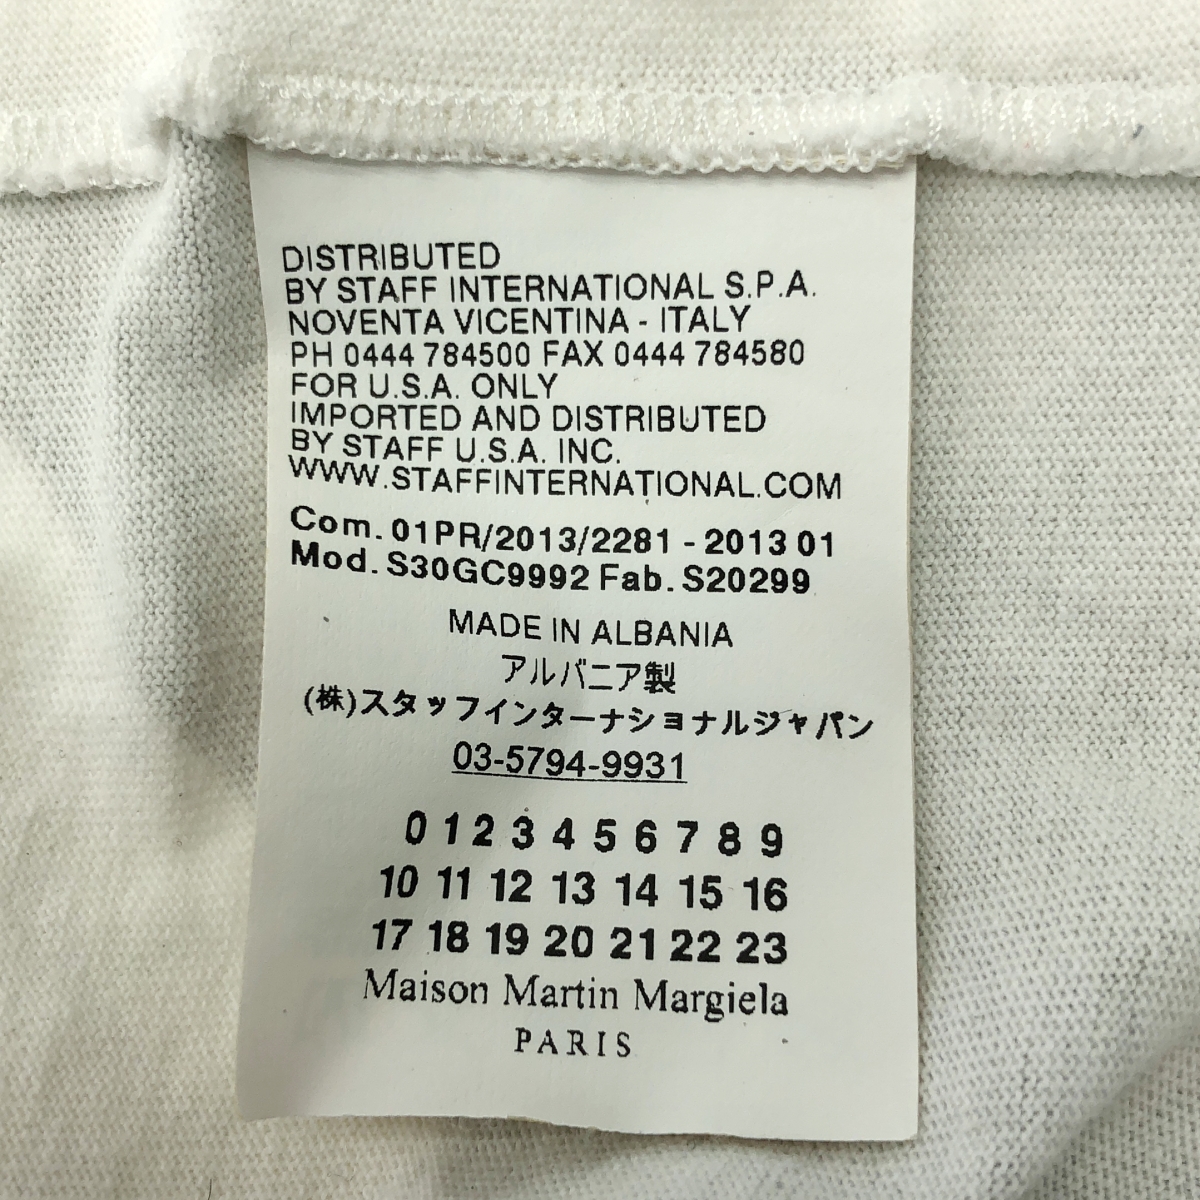 DISTRIBUTED
BY STAFF INTERNATIONAL S.P.A.
NOVENTA VICENTINA - ITALY
PH 0444 784500 FAX 0444 784580
FOR U.S.A. ONLY
IMPORTED AND DISTRIBUTED
BY STAFF U.S.A. INC.
WWW.STAFFINTERNATIONAL.COM
Com. 01PR/2013/2281 - 2013 01
Mod. S30GC9992 Fab. S20299
MADE IN ALBANIA
アルバニア製
(株)スタッフインターナショナルジャパン
03-5794-9931
0 1 2 3 4 5 6 7 8 9
10 11 12 13 14 15 16
17 18 19 20 21 22 23
Maison Martin Margiela
PARIS